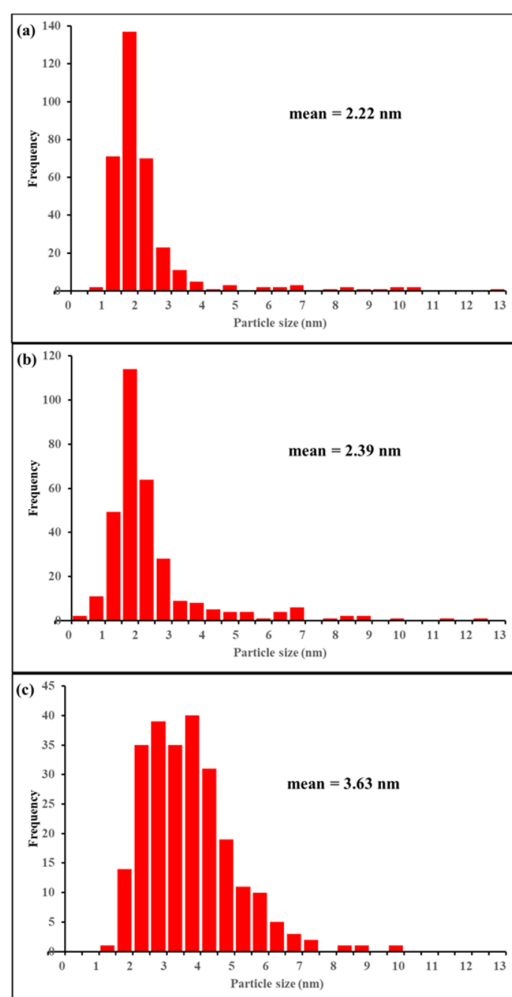 (a)
140
120
100
80
60
40
20
0
Frequency
mean = 2.22 nm
0 1 2 3 4 5 6 7 8 9 10 11 12 13
Particle size (nm)
(b)
120
100
80
60
40
20
0
Frequency
mean = 2.39 nm
0 1 2 3 4 5 6 7 8 9 10 11 12 13
Particle size (nm)
(c)
45
40
35
30
25
20
15
10
5
0
Frequency
mean = 3.63 nm
0 1 2 3 4 5 6 7 8 9 10 11 12 13
Particle size (nm)